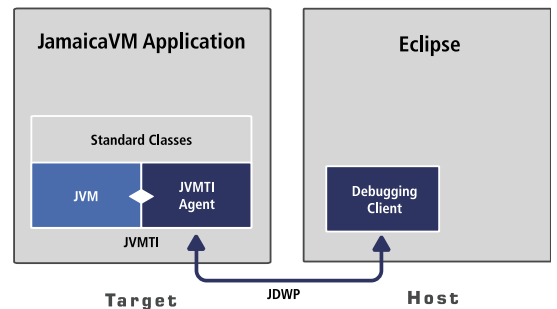 JamaicaVM Application
Eclipse
Standard Classes
JVM
JVMTI
Agent
JVMTI
Debugging
Client
JDWP
Target
Host